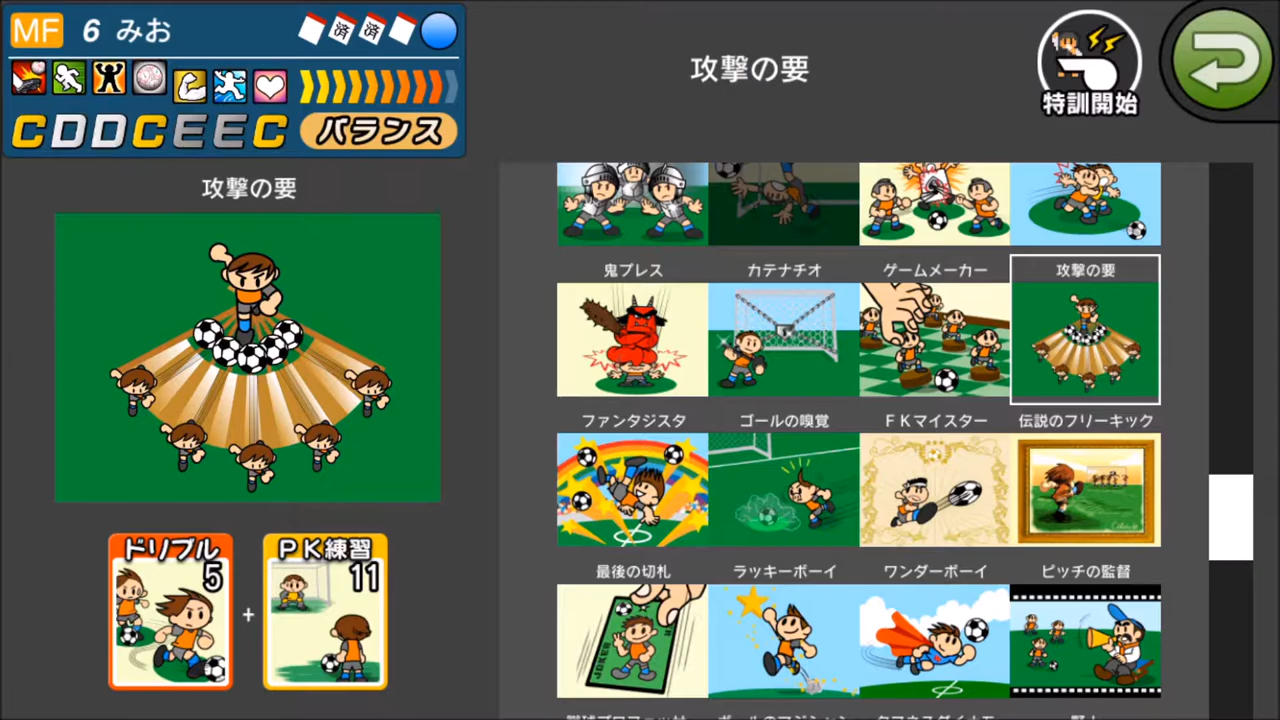 MF 6 みお
済 済
C D D C E E C バランス
攻撃の要
特訓開始
攻撃の要
ドリブル 5 + PK練習 11
鬼プレス カテナチオ ゲームメーカー 攻撃の要
ファンタジスタ ゴールの嗅覚 FKマイスター 伝説のフリーキック
最後の切札 ラッキーボーイ ワンダーボーイ ピッチの監督
JOKER